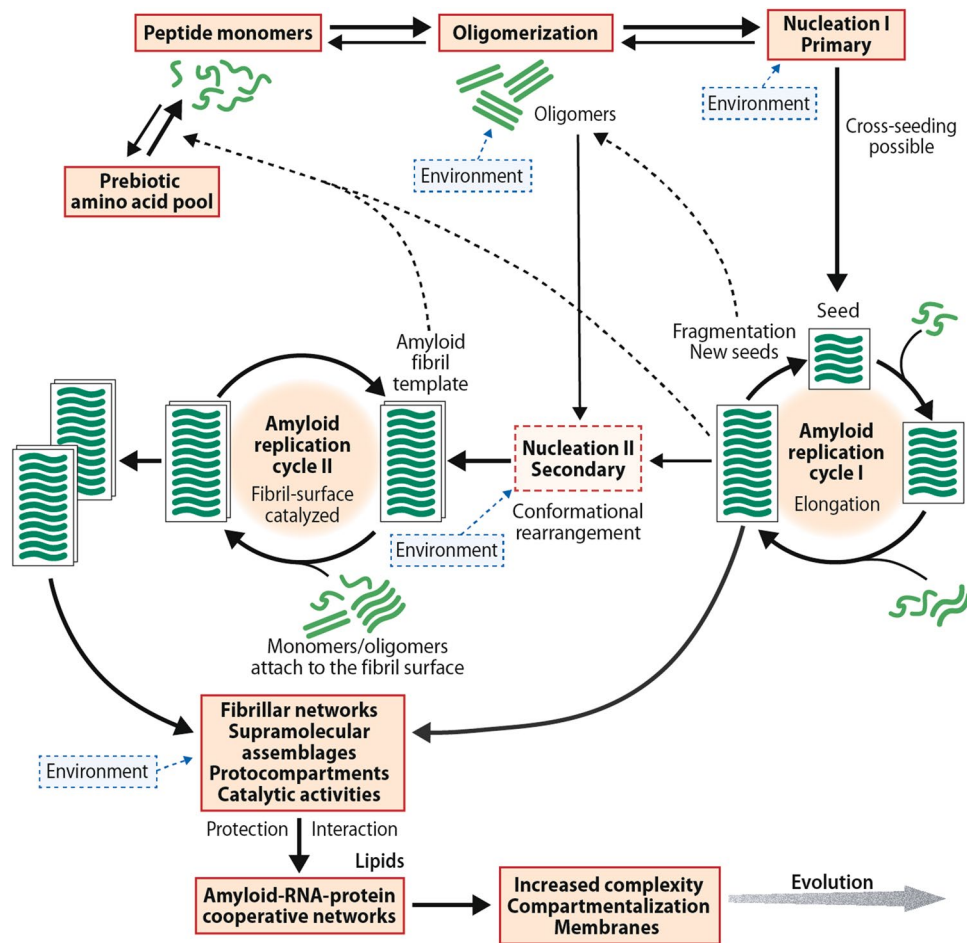 Peptide monomers
Oligomerization
Nucleation I
Primary
Environment
Oligomers
Environment
Cross-seeding
possible
Prebiotic
amino acid pool
Seed
Fragmentation
New seeds
Amyloid
fibril
template
Amyloid
replication
cycle II
Fibril-surface
catalyzed
Nucleation II
Secondary
Amyloid
replication
cycle I
Elongation
Environment
Conformational
rearrangement
Monomers/oligomers
attach to the fibril surface
Fibrillar networks
Supramolecular
assemblages
Protocompartments
Catalytic activities
Environment
Protection
Interaction
Lipids
Amyloid-RNA-protein
cooperative networks
Increased complexity
Compartmentalization
Membranes
Evolution